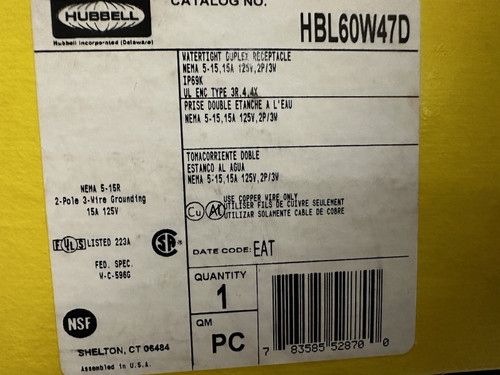 HUBBELL
Hubbell Incorporated (Delaware)
CATALOG NO.
HBL60W47D
WATERTIGHT DUPLEX RECEPTACLE
NEMA 5-15,15A 125V,2P/3W
IP69K
UL ENC TYPE 3R,4,4X
PRISE DOUBLE ETANCHE A L'EAU
NEMA 5-15,15A 125V,2P/3W
TOMACORRIENTE DOBLE
ESTANCO AL AGUA
NEMA 5-15,15A 125V,2P/3W
Cu Al
USE COPPER WIRE ONLY
UTILISER FILS DE CUIVRE SEULEMENT
UTILIZAR SOLAMENTE CABLE DE COBRE
NEMA 5-15R
2-Pole 3-Wire Grounding
15A 125V
F UL S LISTED 223A
SA ®
FED. SPEC.
W-C-596G
DATE CODE: EAT
NSF
SHELTON, CT 06484
Assembled in U.S.A.
QUANTITY
1
QM
PC
7 83585 52870 0